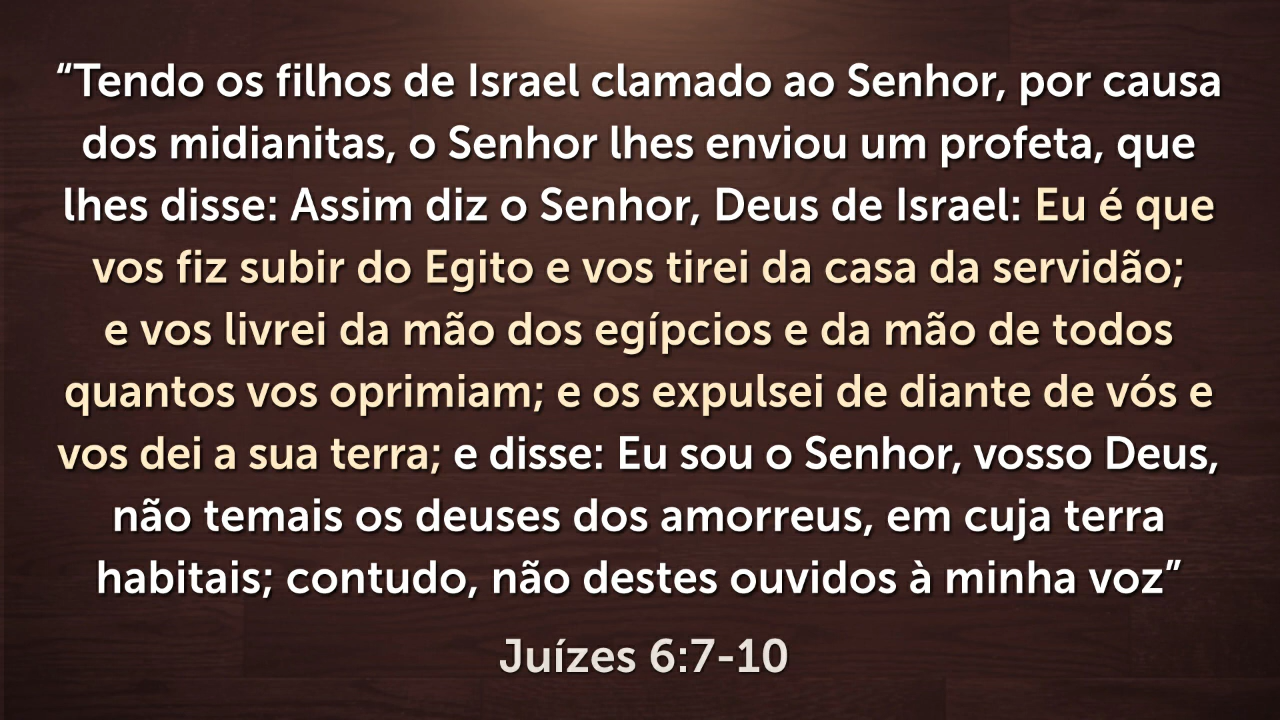 “Tendo os filhos de Israel clamado ao Senhor, por causa
dos midianitas, o Senhor lhes enviou um profeta, que
lhes disse: Assim diz o Senhor, Deus de Israel: Eu é que
vos fiz subir do Egito e vos tirei da casa da servidão;
e vos livrei da mão dos egípcios e da mão de todos
quantos vos oprimiam; e os expulsei de diante de vós e
vos dei a sua terra; e disse: Eu sou o Senhor, vosso Deus,
não temais os deuses dos amorreus, em cuja terra
habitais; contudo, não destes ouvidos à minha voz”
Juízes 6:7-10